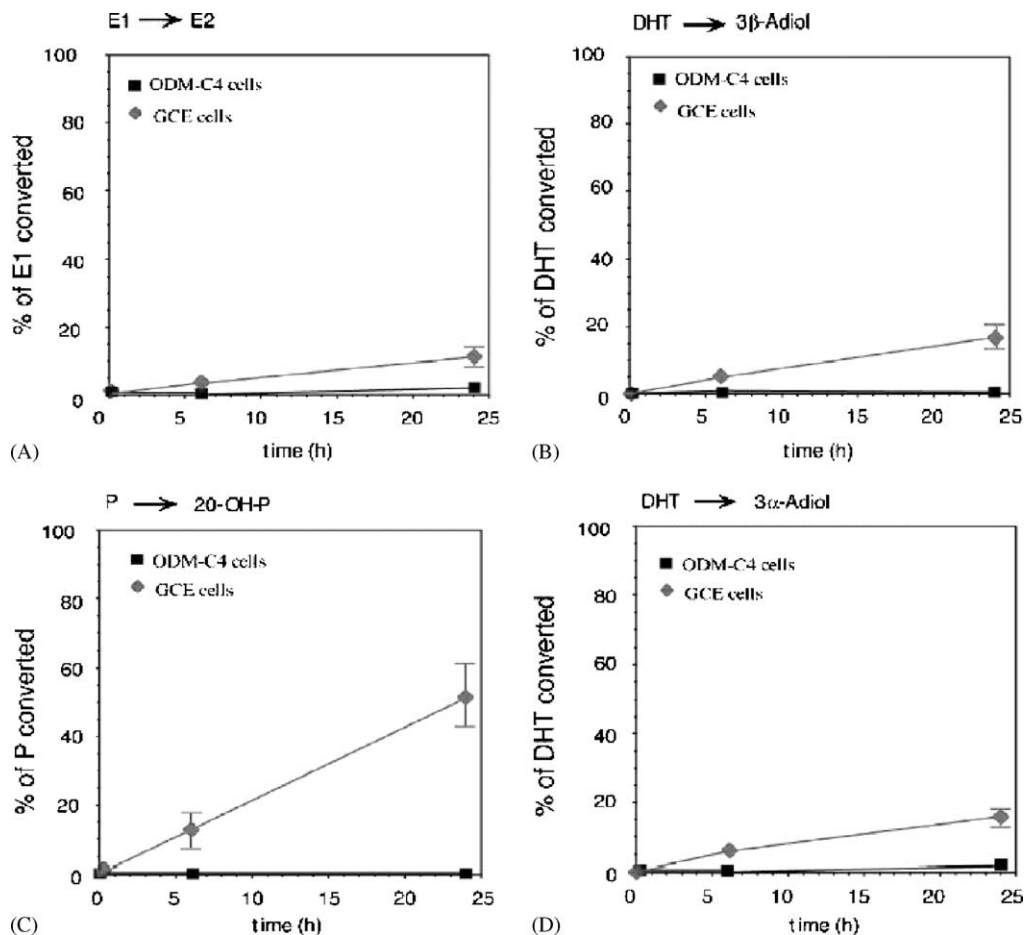 E1 → E2
100
80
60
40
20
0
% of E1 converted
ODM-C4 cells
GCE cells
0 5 10 15 20 25
time (h)
(A)
DHT → 3β-Adiol
100
80
60
40
20
0
% of DHT converted
ODM-C4 cells
GCE cells
0 5 10 15 20 25
time (h)
(B)
P → 20-OH-P
100
80
60
40
20
0
% of P converted
ODM-C4 cells
GCE cells
0 5 10 15 20 25
time (h)
(C)
DHT → 3α-Adiol
100
80
60
40
20
0
% of DHT converted
ODM-C4 cells
GCE cells
0 5 10 15 20 25
time (h)
(D)